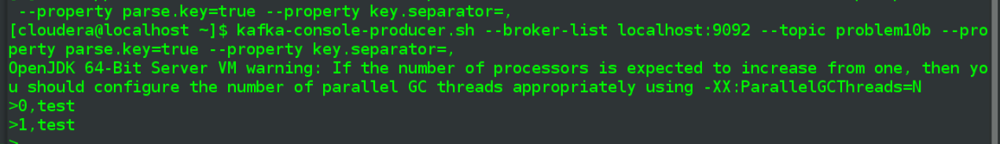 --property parse.key=true --property key.separator=,
[cloudera@localhost ~]$ kafka-console-producer.sh --broker-list localhost:9092 --topic problem10b --pro
perty parse.key=true --property key.separator=,
OpenJDK 64-Bit Server VM warning: If the number of processors is expected to increase from one, then yo
u should configure the number of parallel GC threads appropriately using -XX:ParallelGCThreads=N
>0,test
>1,test
>